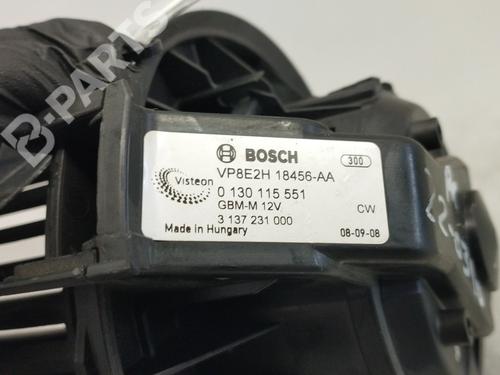 B-PARTS
BOSCH
300
Visteon
VP8E2H 18456-AA
0 130 115 551
GBM-M 12V
CW
3 137 231 000
Made in Hungary
08-09-08